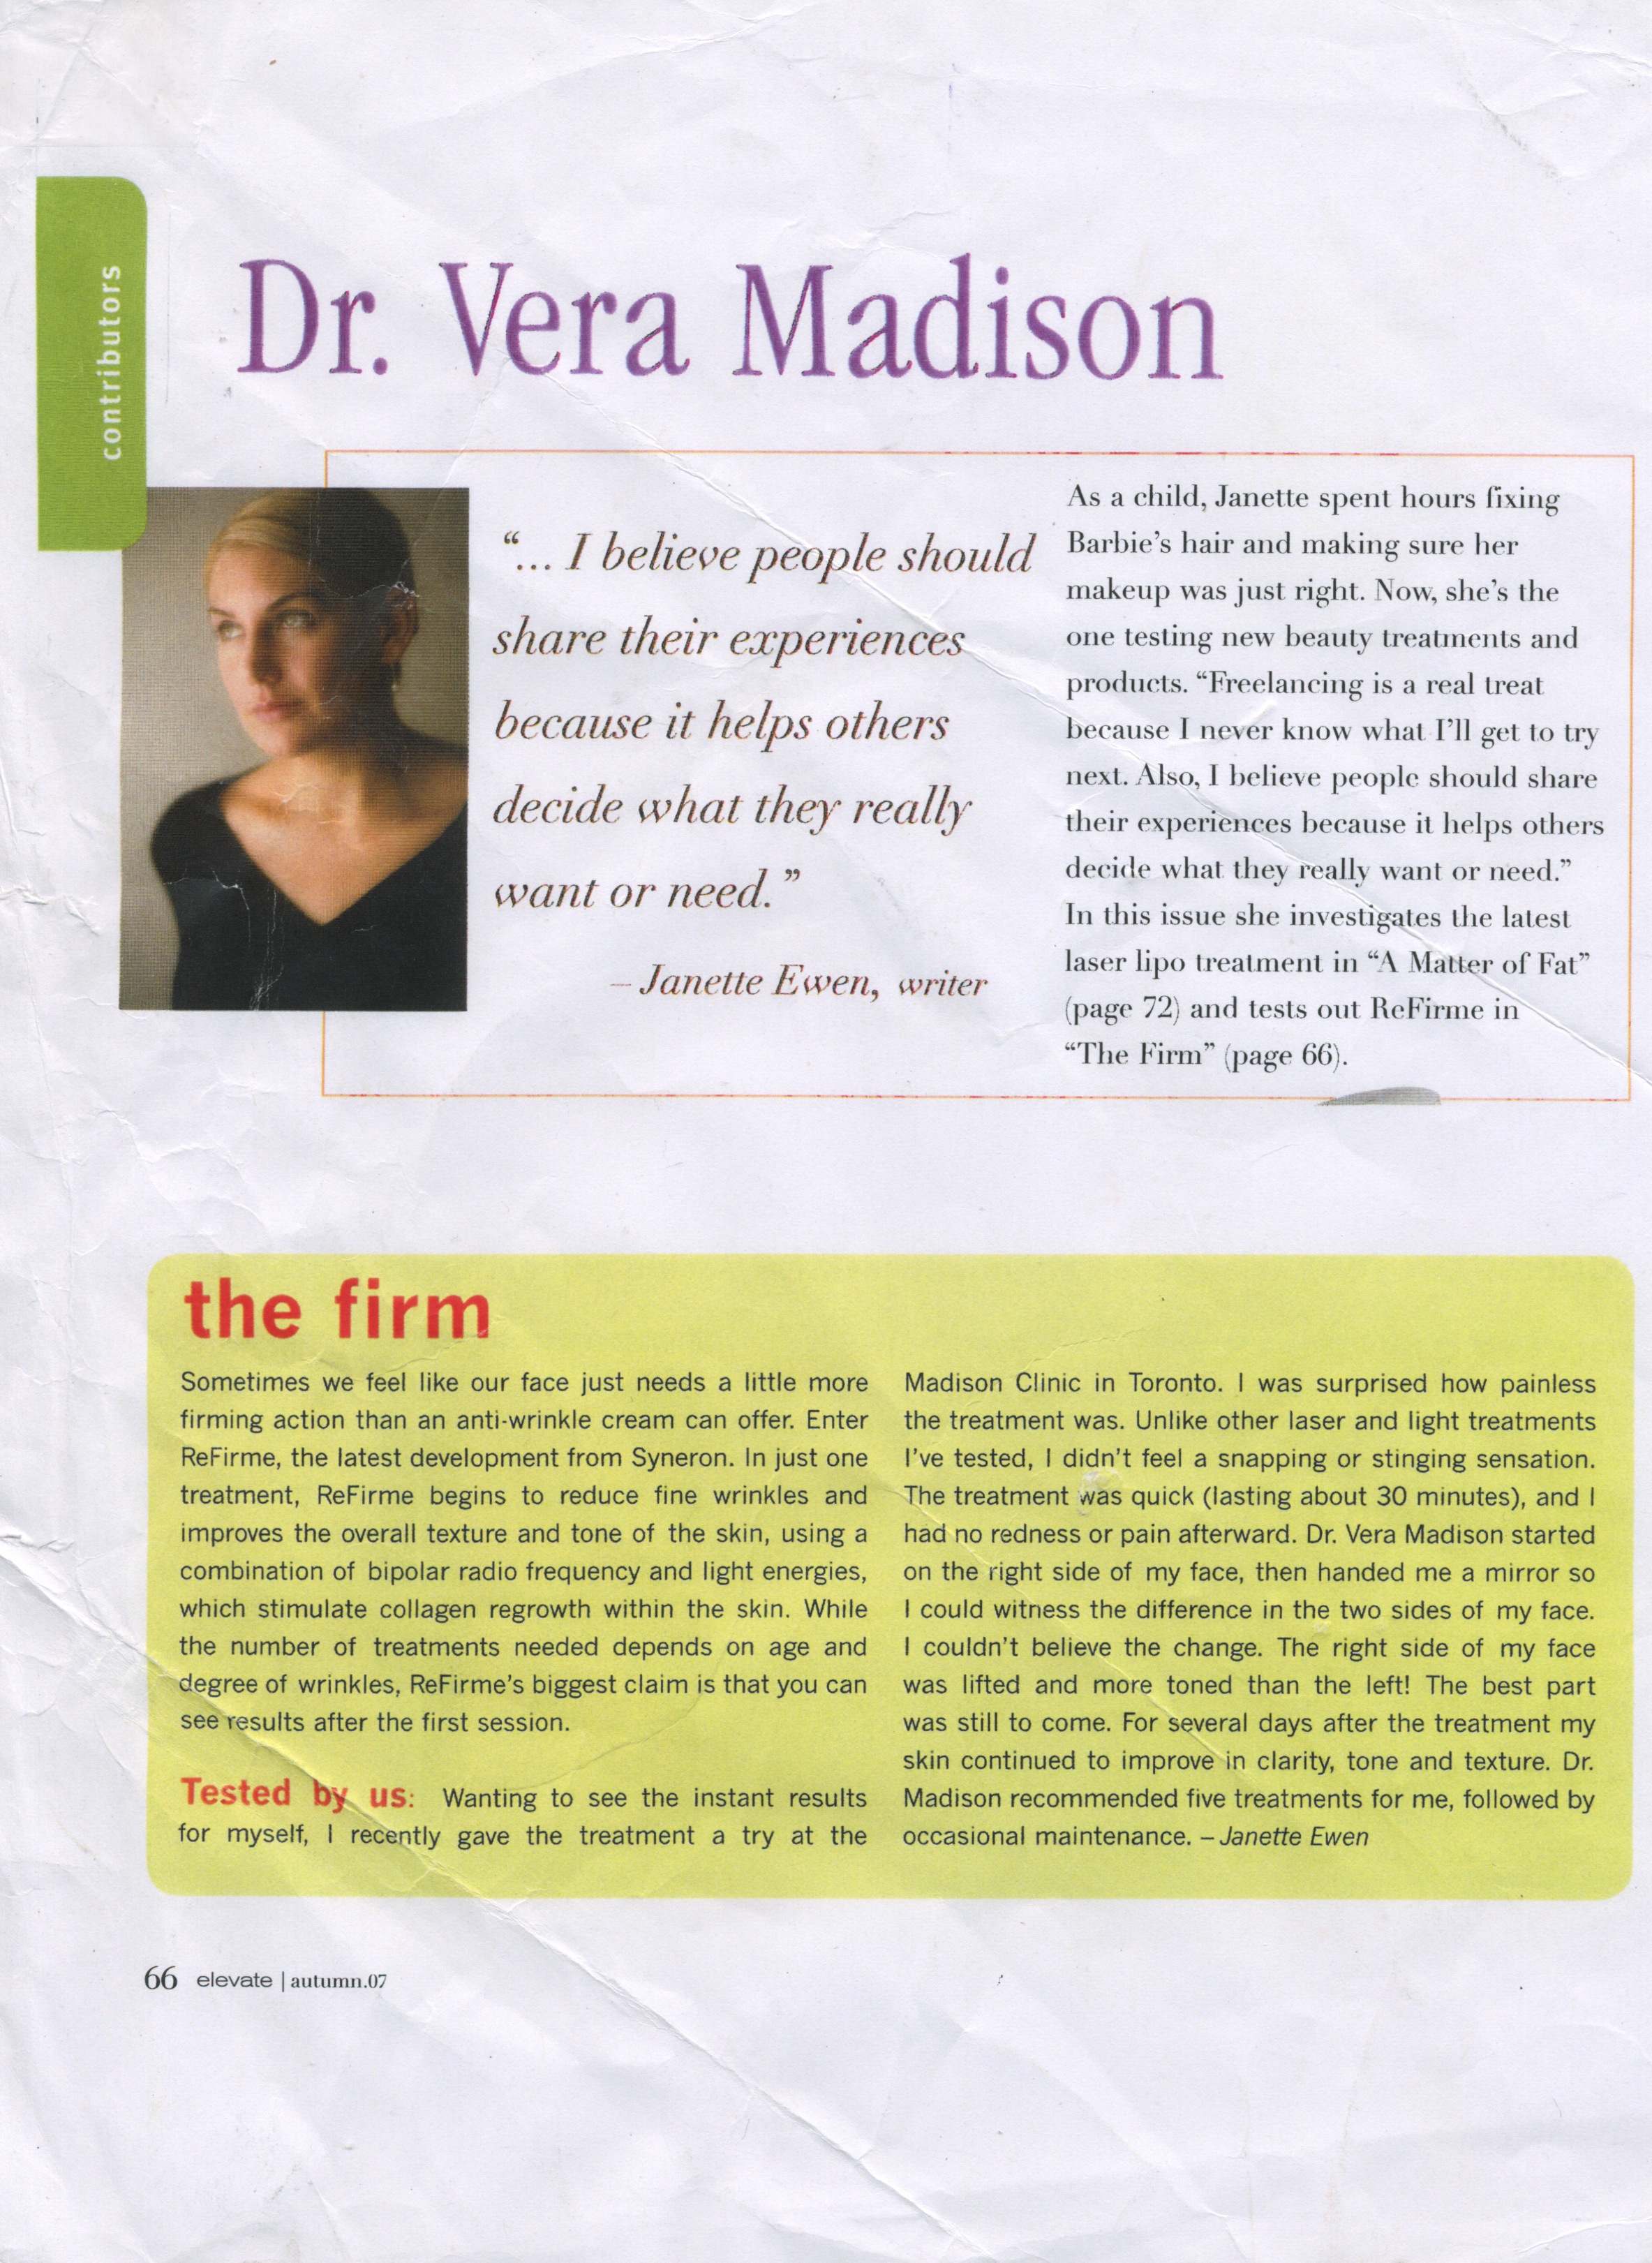 contributors
Dr. Vera Madison
“... I believe people should
share their experiences
because it helps others
decide what they really
want or need.”
– Janette Ewen, writer
As a child, Janette spent hours fixing
Barbie’s hair and making sure her
makeup was just right. Now, she’s the
one testing new beauty treatments and
products. “Freelancing is a real treat
because I never know what I’ll get to try
next. Also, I believe people should share
their experiences because it helps others
decide what they really want or need.”
In this issue she investigates the latest
laser lipo treatment in “A Matter of Fat”
(page 72) and tests out ReFirme in
“The Firm” (page 66).
the firm
Sometimes we feel like our face just needs a little more
firming action than an anti-wrinkle cream can offer. Enter
ReFirme, the latest development from Syneron. In just one
treatment, ReFirme begins to reduce fine wrinkles and
improves the overall texture and tone of the skin, using a
combination of bipolar radio frequency and light energies,
which stimulate collagen regrowth within the skin. While
the number of treatments needed depends on age and
degree of wrinkles, ReFirme’s biggest claim is that you can
see results after the first session.
Tested by us: Wanting to see the instant results
for myself, I recently gave the treatment a try at the
Madison Clinic in Toronto. I was surprised how painless
the treatment was. Unlike other laser and light treatments
I’ve tested, I didn’t feel a snapping or stinging sensation.
The treatment was quick (lasting about 30 minutes), and I
had no redness or pain afterward. Dr. Vera Madison started
on the right side of my face, then handed me a mirror so
I could witness the difference in the two sides of my face.
I couldn’t believe the change. The right side of my face
was lifted and more toned than the left! The best part
was still to come. For several days after the treatment my
skin continued to improve in clarity, tone and texture. Dr.
Madison recommended five treatments for me, followed by
occasional maintenance. – Janette Ewen
66 elevate | autumn.07